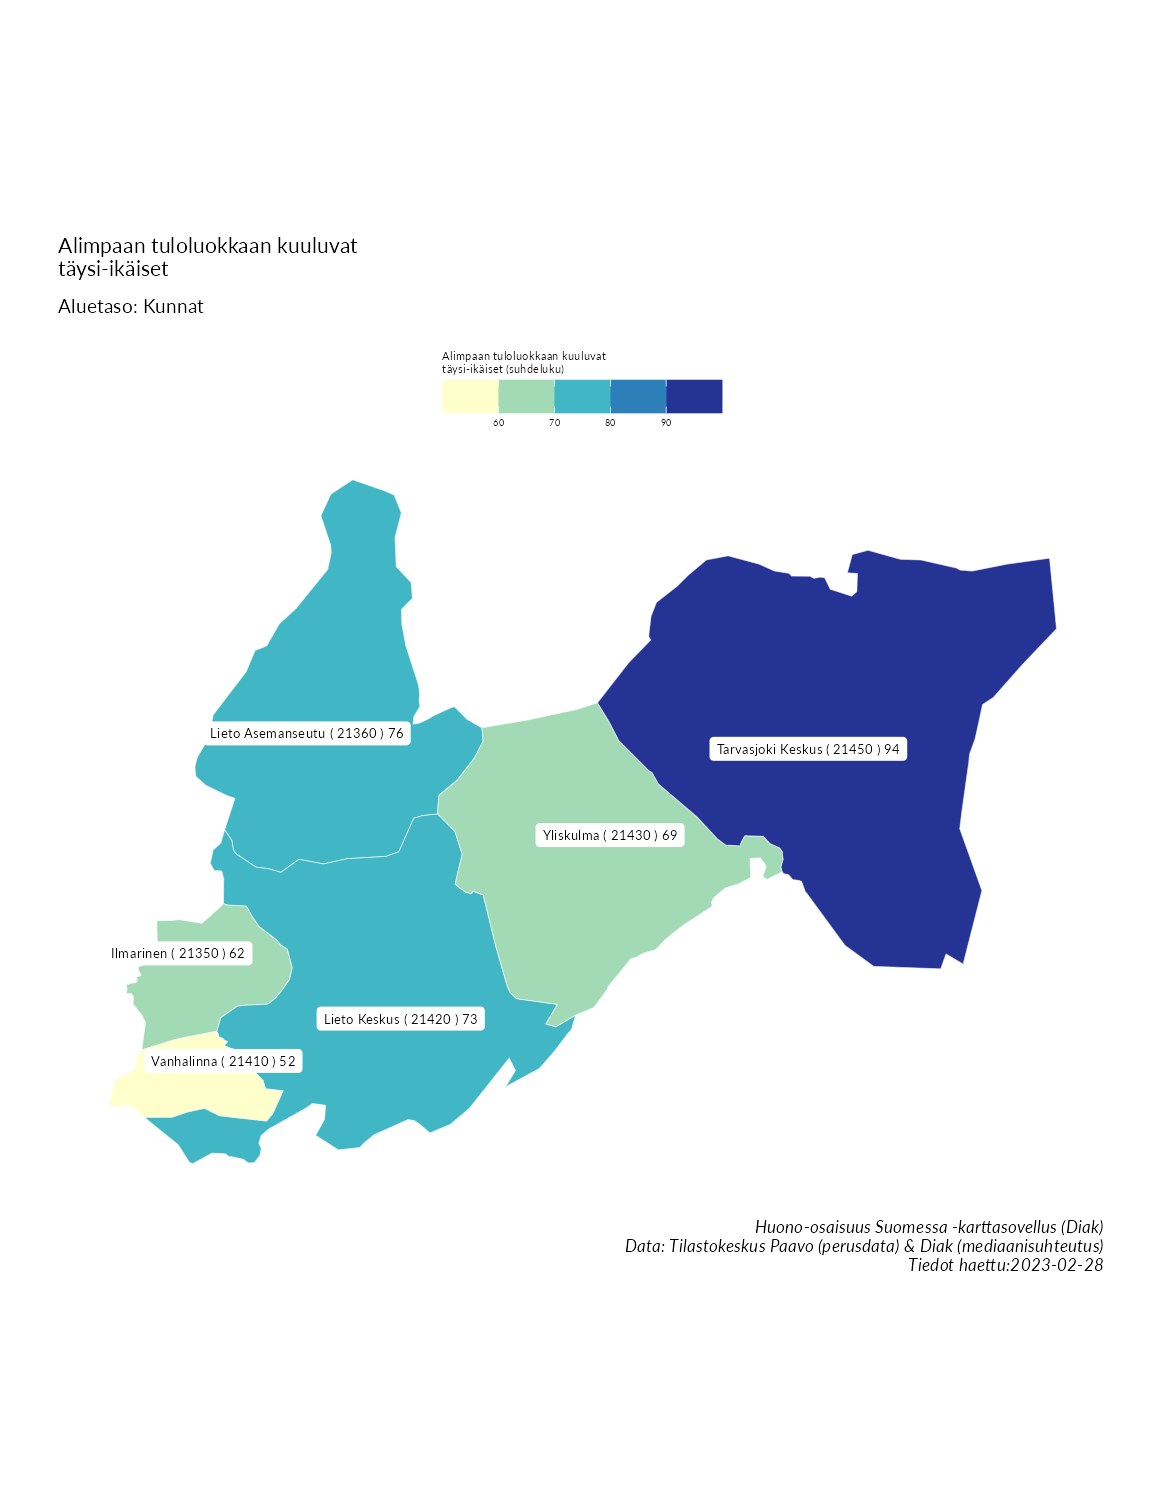 Alimpaan tuloluokkaan kuuluvat
täysi-ikäiset
Aluetaso: Kunnat
Alimpaan tuloluokkaan kuuluvat
täysi-ikäiset (suhdeluku)
60 70 80 90
Lieto Asemanseutu ( 21360 ) 76
Tarvasjoki Keskus ( 21450 ) 94
Yliskulma ( 21430 ) 69
Ilmarinen ( 21350 ) 62
Lieto Keskus ( 21420 ) 73
Vanhalinna ( 21410 ) 52
Huono-osaisuus Suomessa -karttasovellus (Diak)
Data: Tilastokeskus Paavo (perusdata) & Diak (mediaanisuhteutus)
Tiedot haettu:2023-02-28